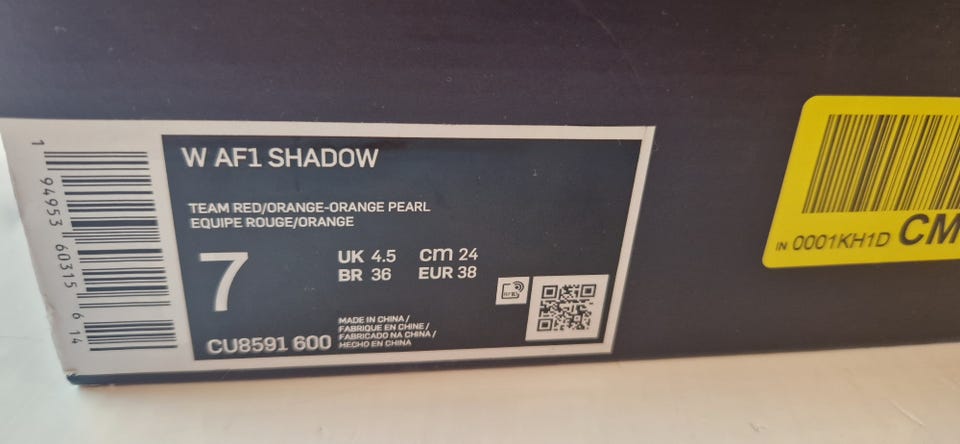 W AF1 SHADOW
TEAM RED/ORANGE-ORANGE PEARL
EQUIPE ROUGE/ORANGE
7
UK 4.5 cm 24
BR 36 EUR 38
CU8591 600
MADE IN CHINA /
FABRIQUE EN CHINE /
FABRICADO NA CHINA /
HECHO EN CHINA
1 94953 60315 6 14
IN 0001KH1D CM